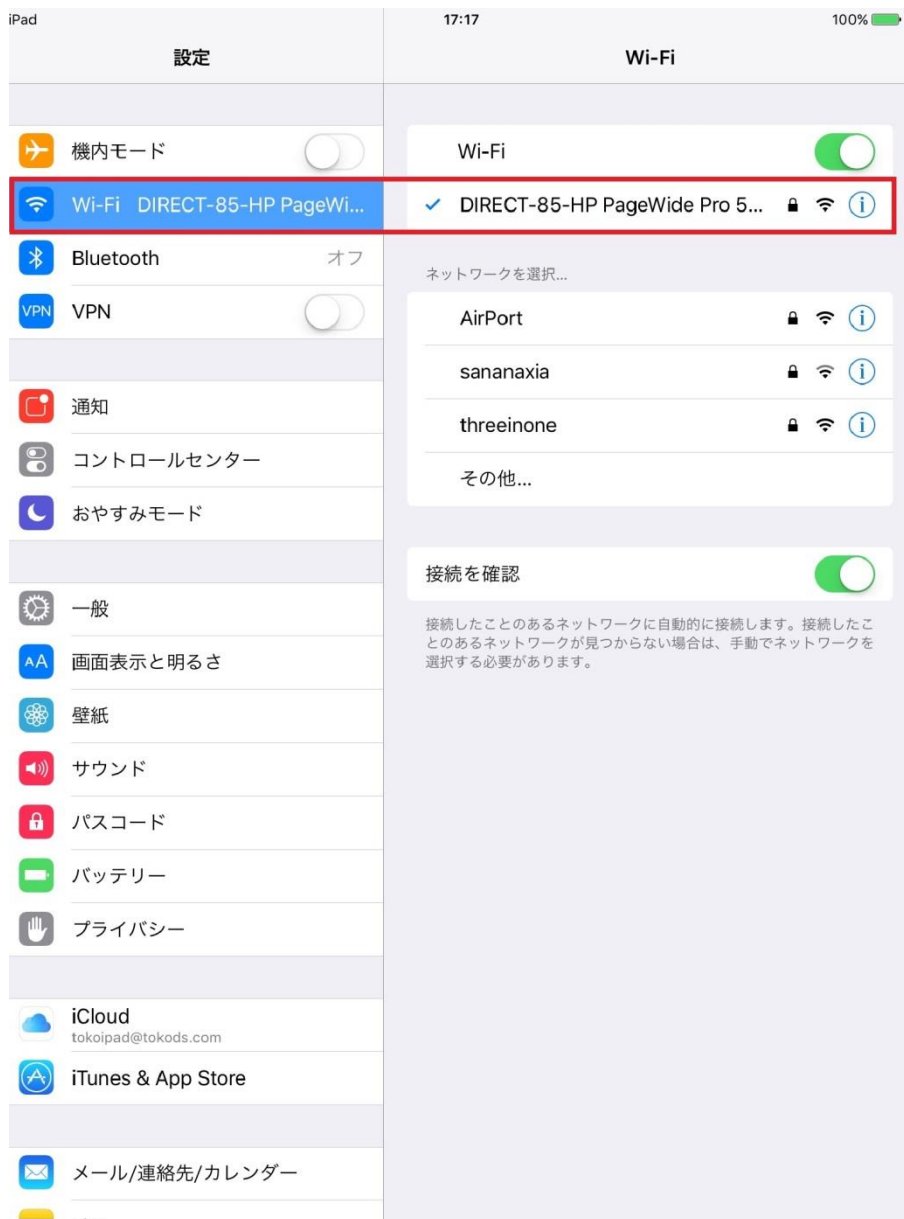 iPad 17:17 100%
設定
Wi-Fi
機内モード
Wi-Fi DIRECT-85-HP PageWi...
Bluetooth オフ
VPN VPN
通知
コントロールセンター
おやすみモード
一般
AA 画面表示と明るさ
壁紙
サウンド
パスコード
バッテリー
プライバシー
iCloud
tokoipad@tokods.com
iTunes & App Store
メール/連絡先/カレンダー
Wi-Fi
DIRECT-85-HP PageWide Pro 5...
ネットワークを選択...
AirPort
sananaxia
threeinone
その他...
接続を確認
接続したことのあるネットワークに自動的に接続します。接続したこ
とのあるネットワークが見つからない場合は、手動でネットワークを
選択する必要があります。